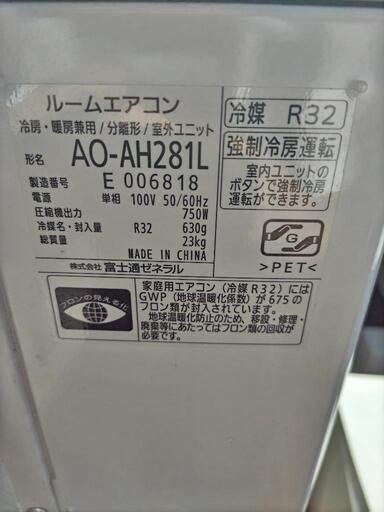 ルームエアコン
冷房・暖房兼用/分離形/室外ユニット
形名 AO-AH281L
製造番号 E 006818
電源 単相 100V 50/60Hz
圧縮機出力 750W
冷媒名・封入量 R32 630g
総質量 23kg
MADE IN CHINA
株式会社 富士通ゼネラル
冷媒 R32
強制冷房運転
室内ユニットの
ボタンで強制冷房
運転ができます。
G
>PET<
フロンの見える化
家庭用エアコン(冷媒R32)には
GWP(地球温暖化係数)が675の
フロン類が封入されています。
地球温暖化防止のため、移設・修理・
廃棄等にあたってはフロン類の回収が
必要です。